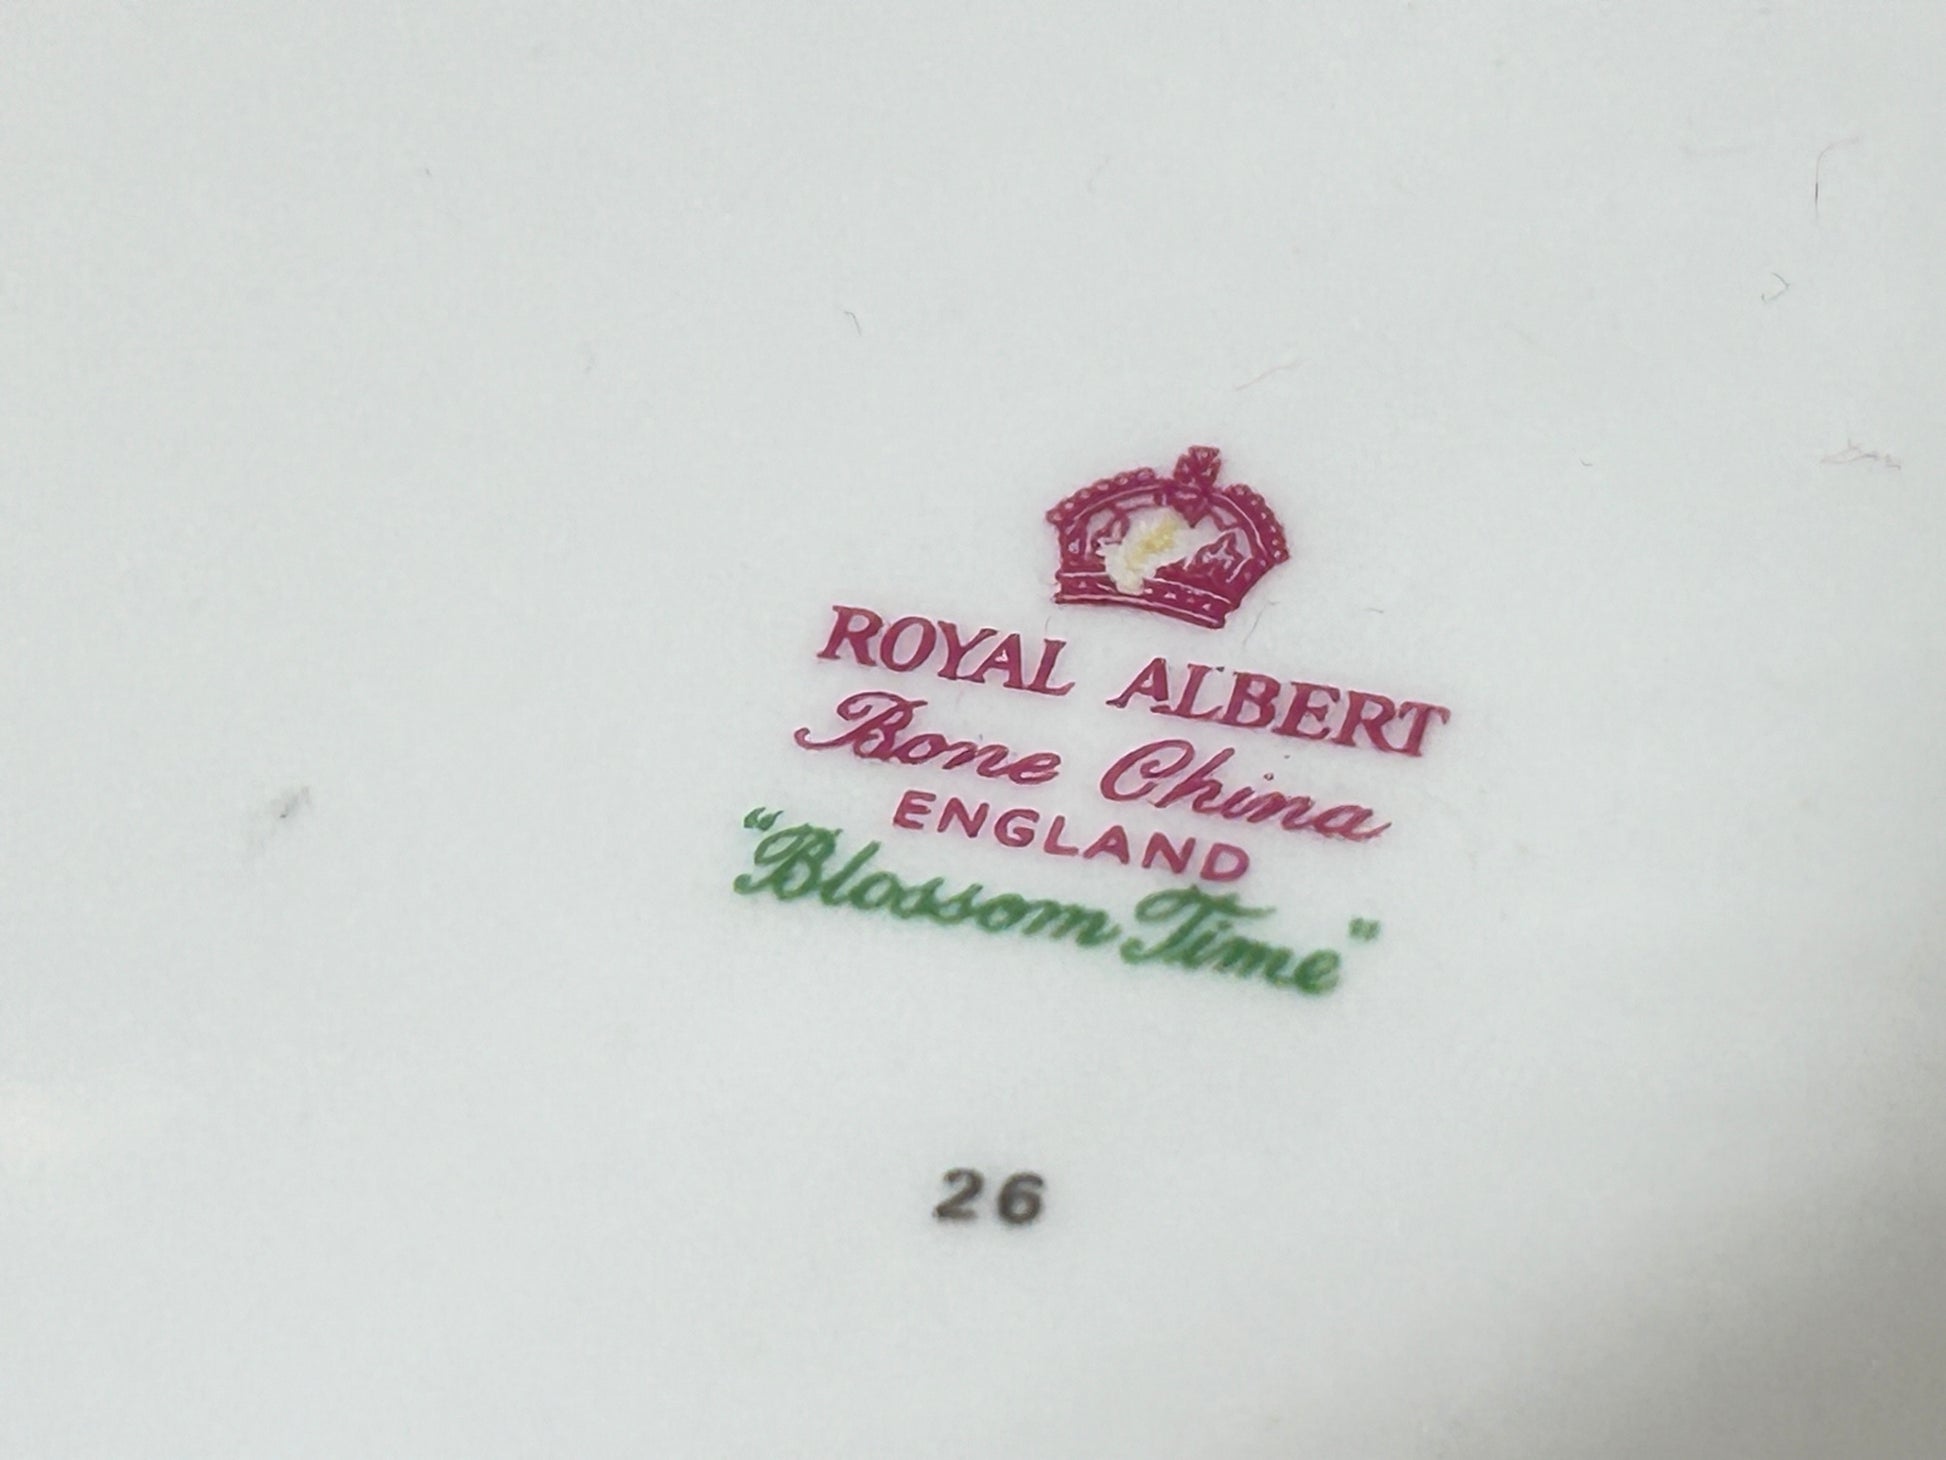 ROYAL ALBERT
Bone China
ENGLAND
"Blossom Time"
26